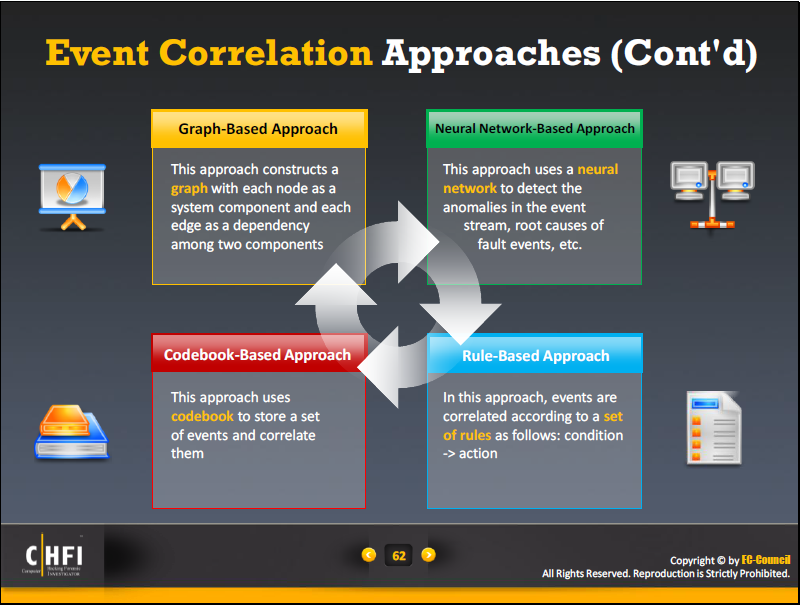 Event Correlation Approaches (Cont'd)
Graph-Based Approach
This approach constructs a
graph with each node as a
system component and each
edge as a dependency
among two components
Neural Network-Based Approach
This approach uses a neural
network to detect the
anomalies in the event
stream, root causes of
fault events, etc.
Codebook-Based Approach
This approach uses
codebook to store a set
of events and correlate
them
Rule-Based Approach
In this approach, events are
correlated according to a set
of rules as follows: condition
-> action
CHFI
Computer Hacking Forensic
INVESTIGATOR
62
Copyright © by EC-Council
All Rights Reserved. Reproduction is Strictly Prohibited.